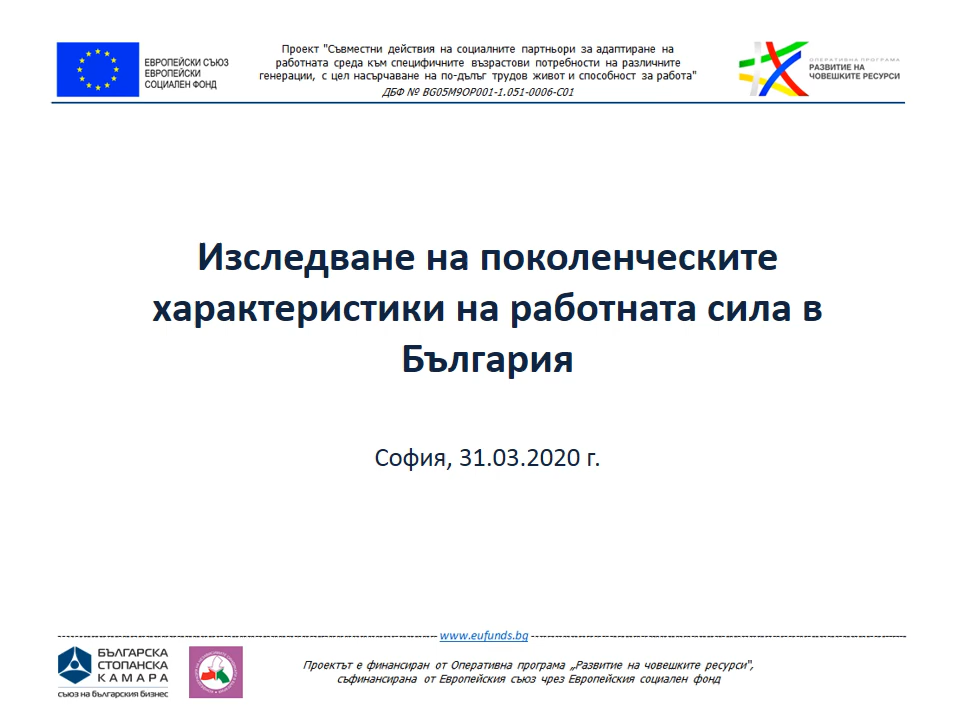 ЕВРОПЕЙСКИ СЪЮЗ
ЕВРОПЕЙСКИ
СОЦИАЛЕН ФОНД
Проект "Съвместни действия на социалните партньори за адаптиране на
работната среда към специфичните възрастови потребности на различните
генерации, с цел насърчаване на по-дълъг трудов живот и способност за работа"
ДБФ № BG05M9OP001-1.051-0006-C01
ОПЕРАТИВНА ПРОГРАМА
РАЗВИТИЕ НА
ЧОВЕШКИТЕ РЕСУРСИ
Изследване на поколенческите
характеристики на работната сила в
България
София, 31.03.2020 г.
www.eufunds.bg
БЪЛГАРСКА
СТОПАНСКА
КАМАРА
съюз на българския бизнес
Проектът е финансиран от Оперативна програма „Развитие на човешките ресурси",
съфинансирана от Европейския съюз чрез Европейския социален фонд